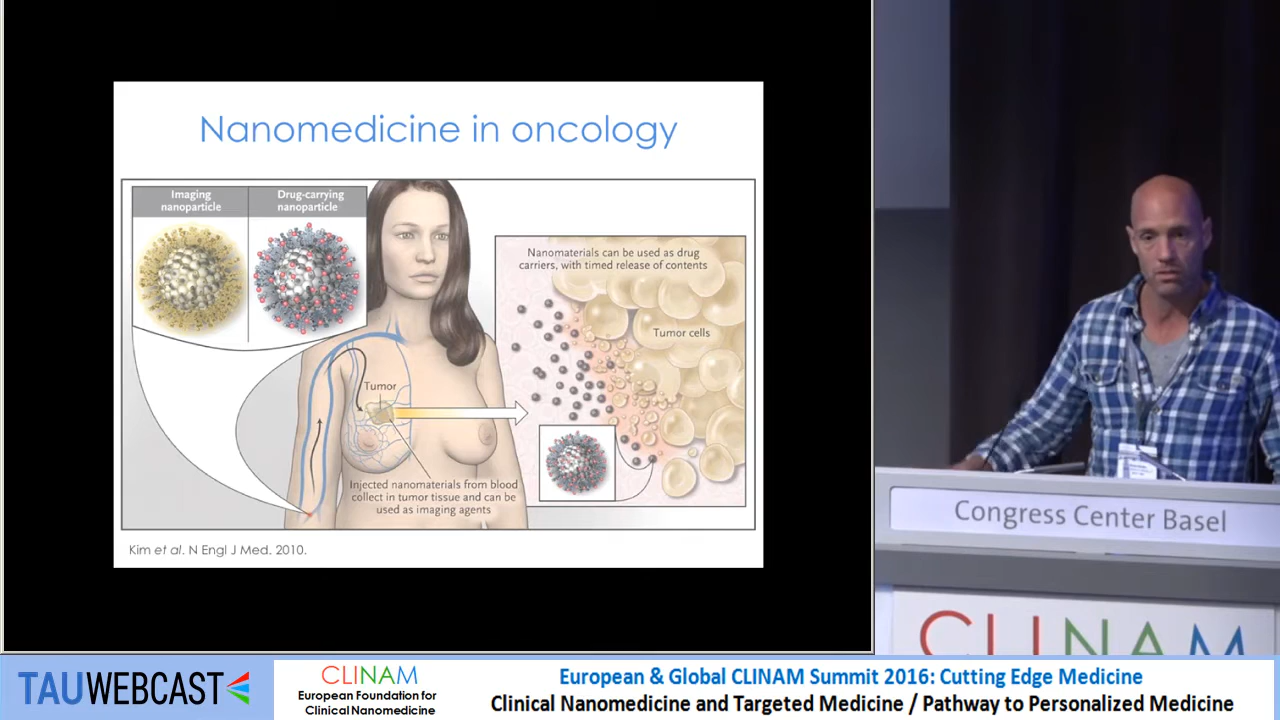 Nanomedicine in oncology
Imaging
nanoparticle
Drug-carrying
nanoparticle
Nanomaterials can be used as drug
carriers, with timed release of contents
Tumor cells
Tumor
Injected nanomaterials from blood
collect in tumor tissue and can be
used as imaging agents
Kim et al. N Engl J Med. 2010.
Congress Center Basel
CLINAM
TAUWEBCAST
CLINAM
European Foundation for
Clinical Nanomedicine
European & Global CLINAM Summit 2016: Cutting Edge Medicine
Clinical Nanomedicine and Targeted Medicine / Pathway to Personalized Medicine